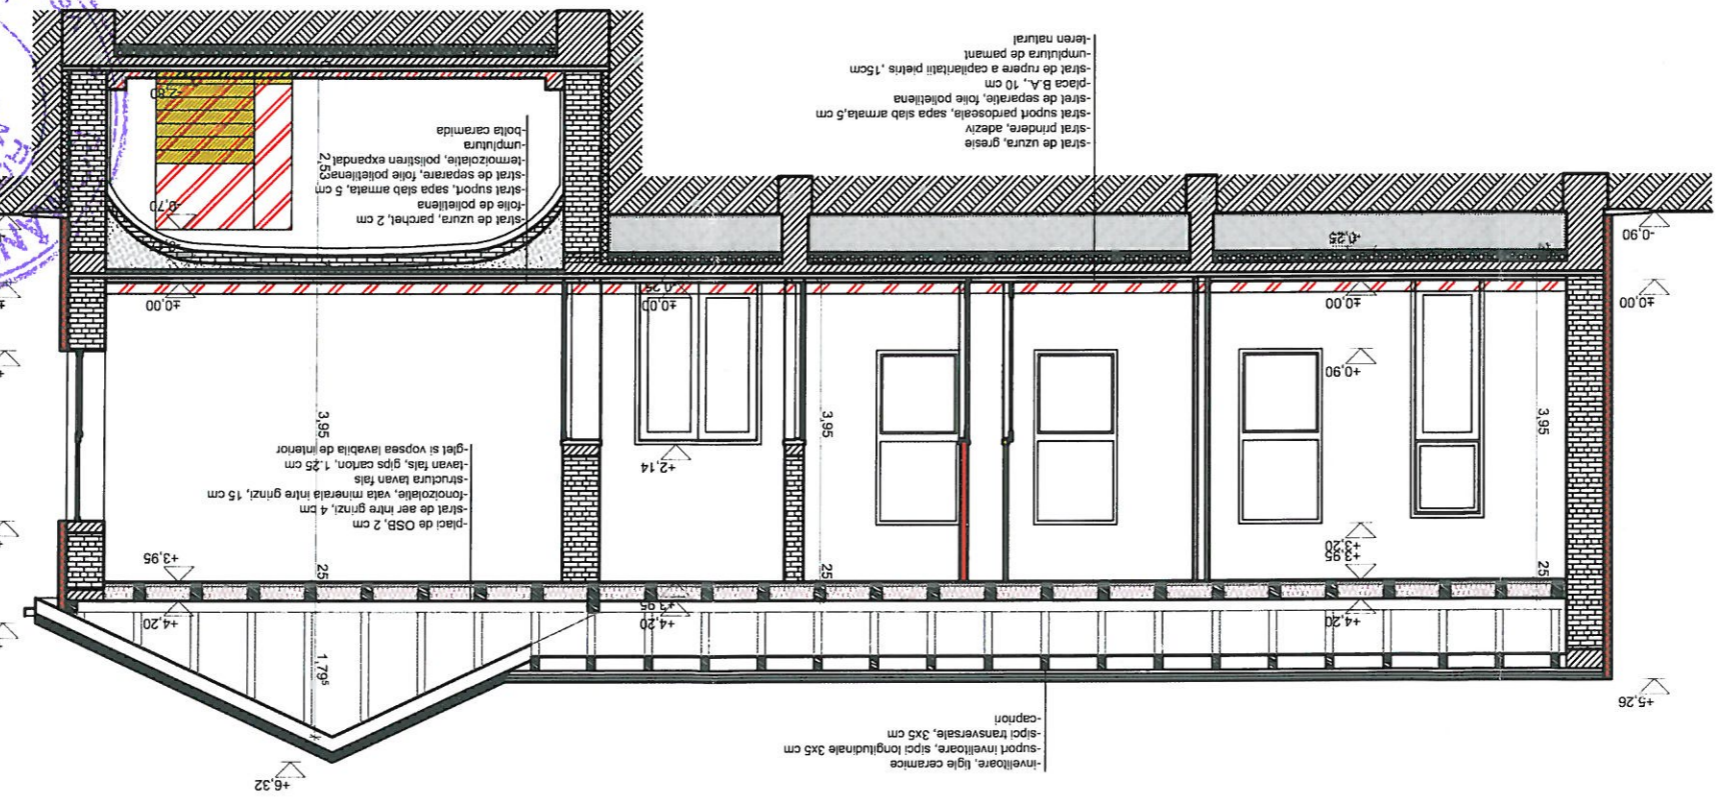 +6,32
-invelitoare, tigle ceramice
-suport invelitoare, sipci longitudinale 3x5 cm
-sipci transversale, 3x5 cm
-capriori
+5,26
1,79⁵
+4,20
+4,20
+3,95
+4,20
25
25
25
+3,95
+3,20
+3,95
-placi de OSB, 2 cm
-strat de aer intre grinzi, 4 cm
-fonoizolatie, vata minerala intre grinzi, 15 cm
-structura tavan fals
-tavan fals, gips carton, 1.25 cm
-glet si vopsea lavabila de interior
+2,14
3,95
3,95
3,95
+0,90
±0,00
±0,00
±0,00
±0,00
-0,25
-0,25
-0,90
-strat de uzura, parchet, 2 cm
-folie de polietilena
-strat suport, sapa slab armata, 5 cm
-strat de separare, folie polietilena
-termoizolatie, polistiren expandat
-umplutura
-bolta caramida
-0,70
2,53
-strat de uzura, gresie
-strat prindere, adeziv
-strat suport pardoseala, sapa slab armata,5 cm
-stret de separatie, folie polietilena
-placa B.A., 10 cm
-strat de rupere a capilaritatii pietris ,15cm
-umplutura de pamant
-teren natural